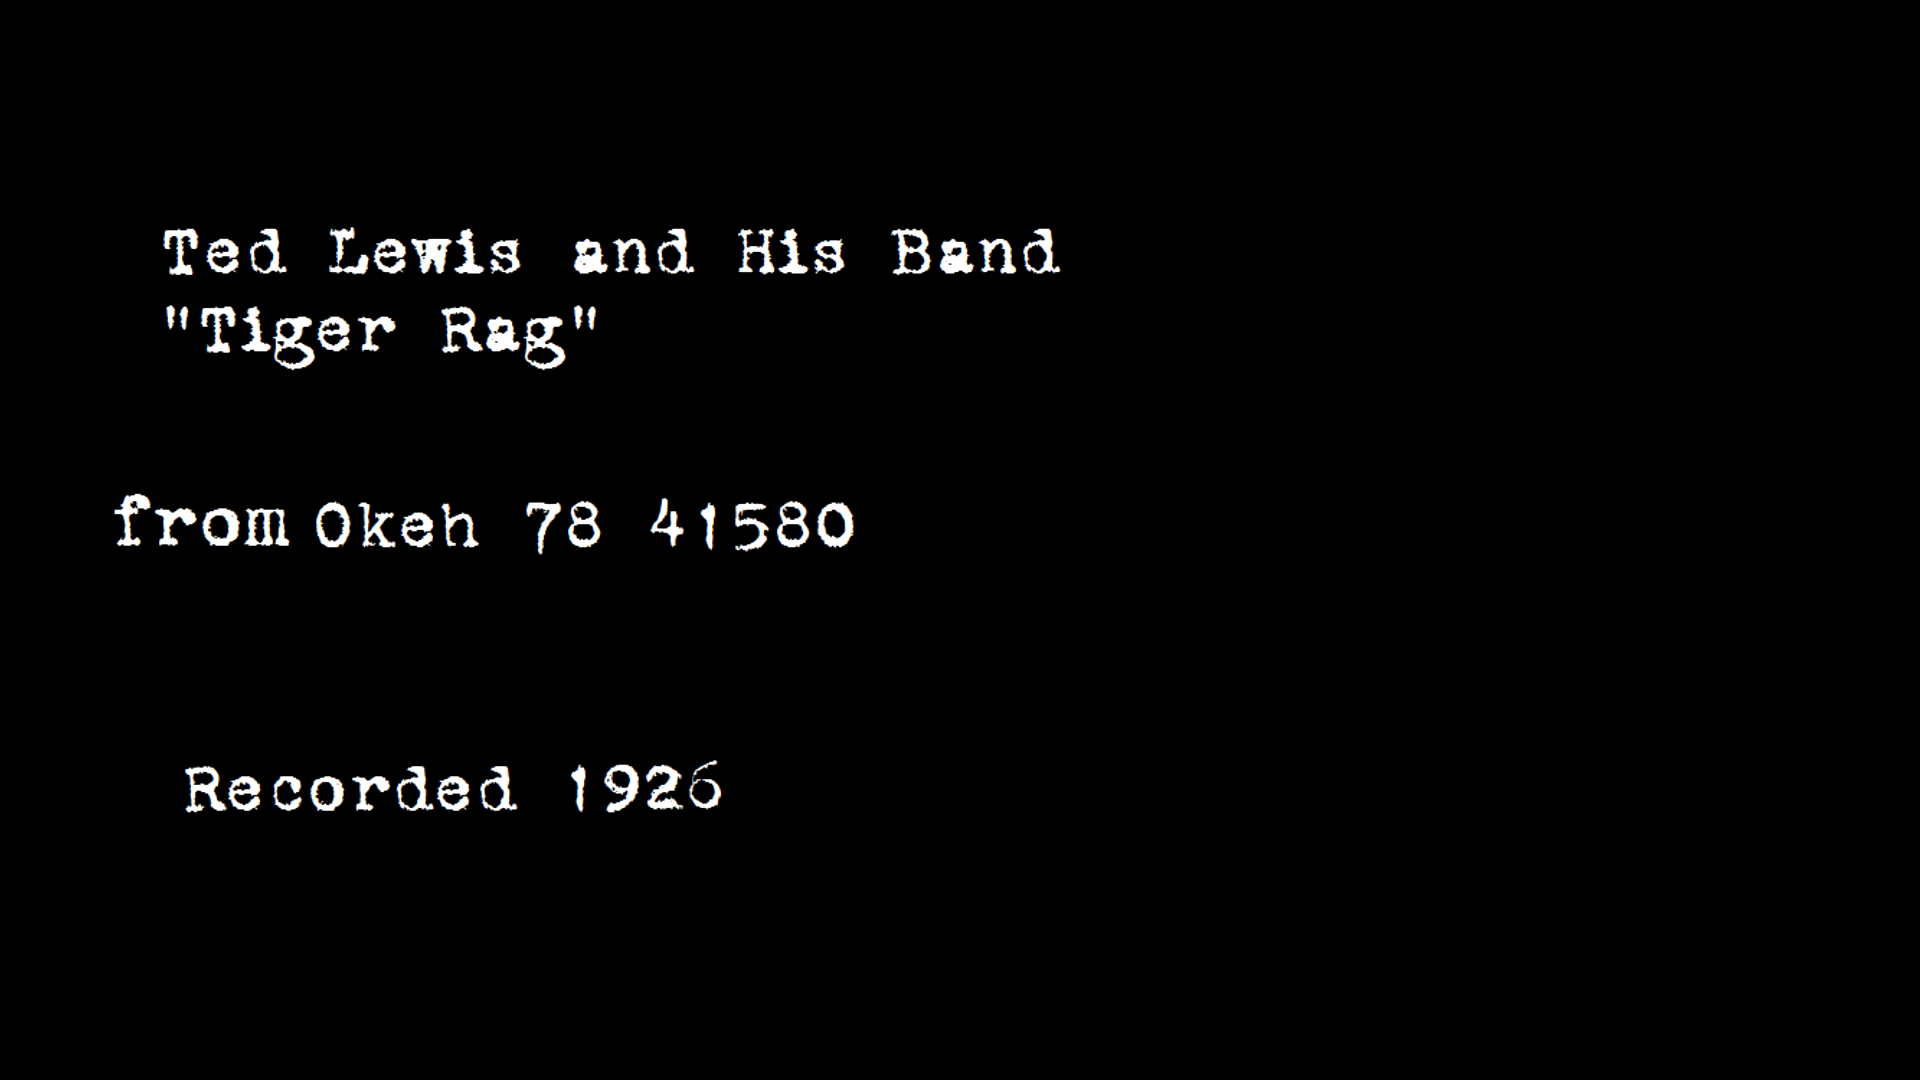 Ted Lewis and His Band
"Tiger Rag"
from Okeh 78 41580
Recorded 1926